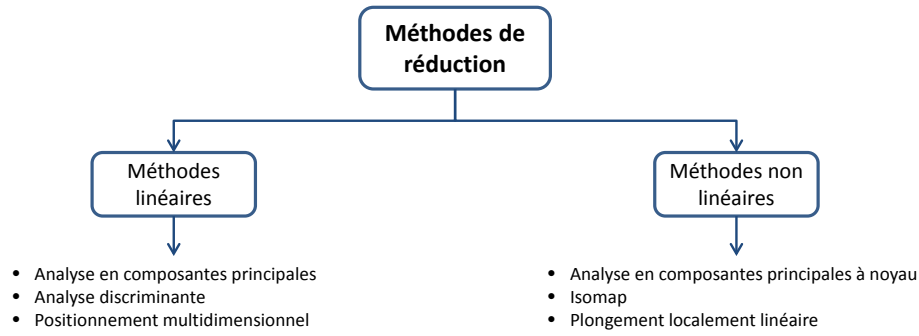 Méthodes de
réduction
Méthodes
linéaires
Méthodes non
linéaires
• Analyse en composantes principales
• Analyse discriminante
• Positionnement multidimensionnel
• Analyse en composantes principales à noyau
• Isomap
• Plongement localement linéaire